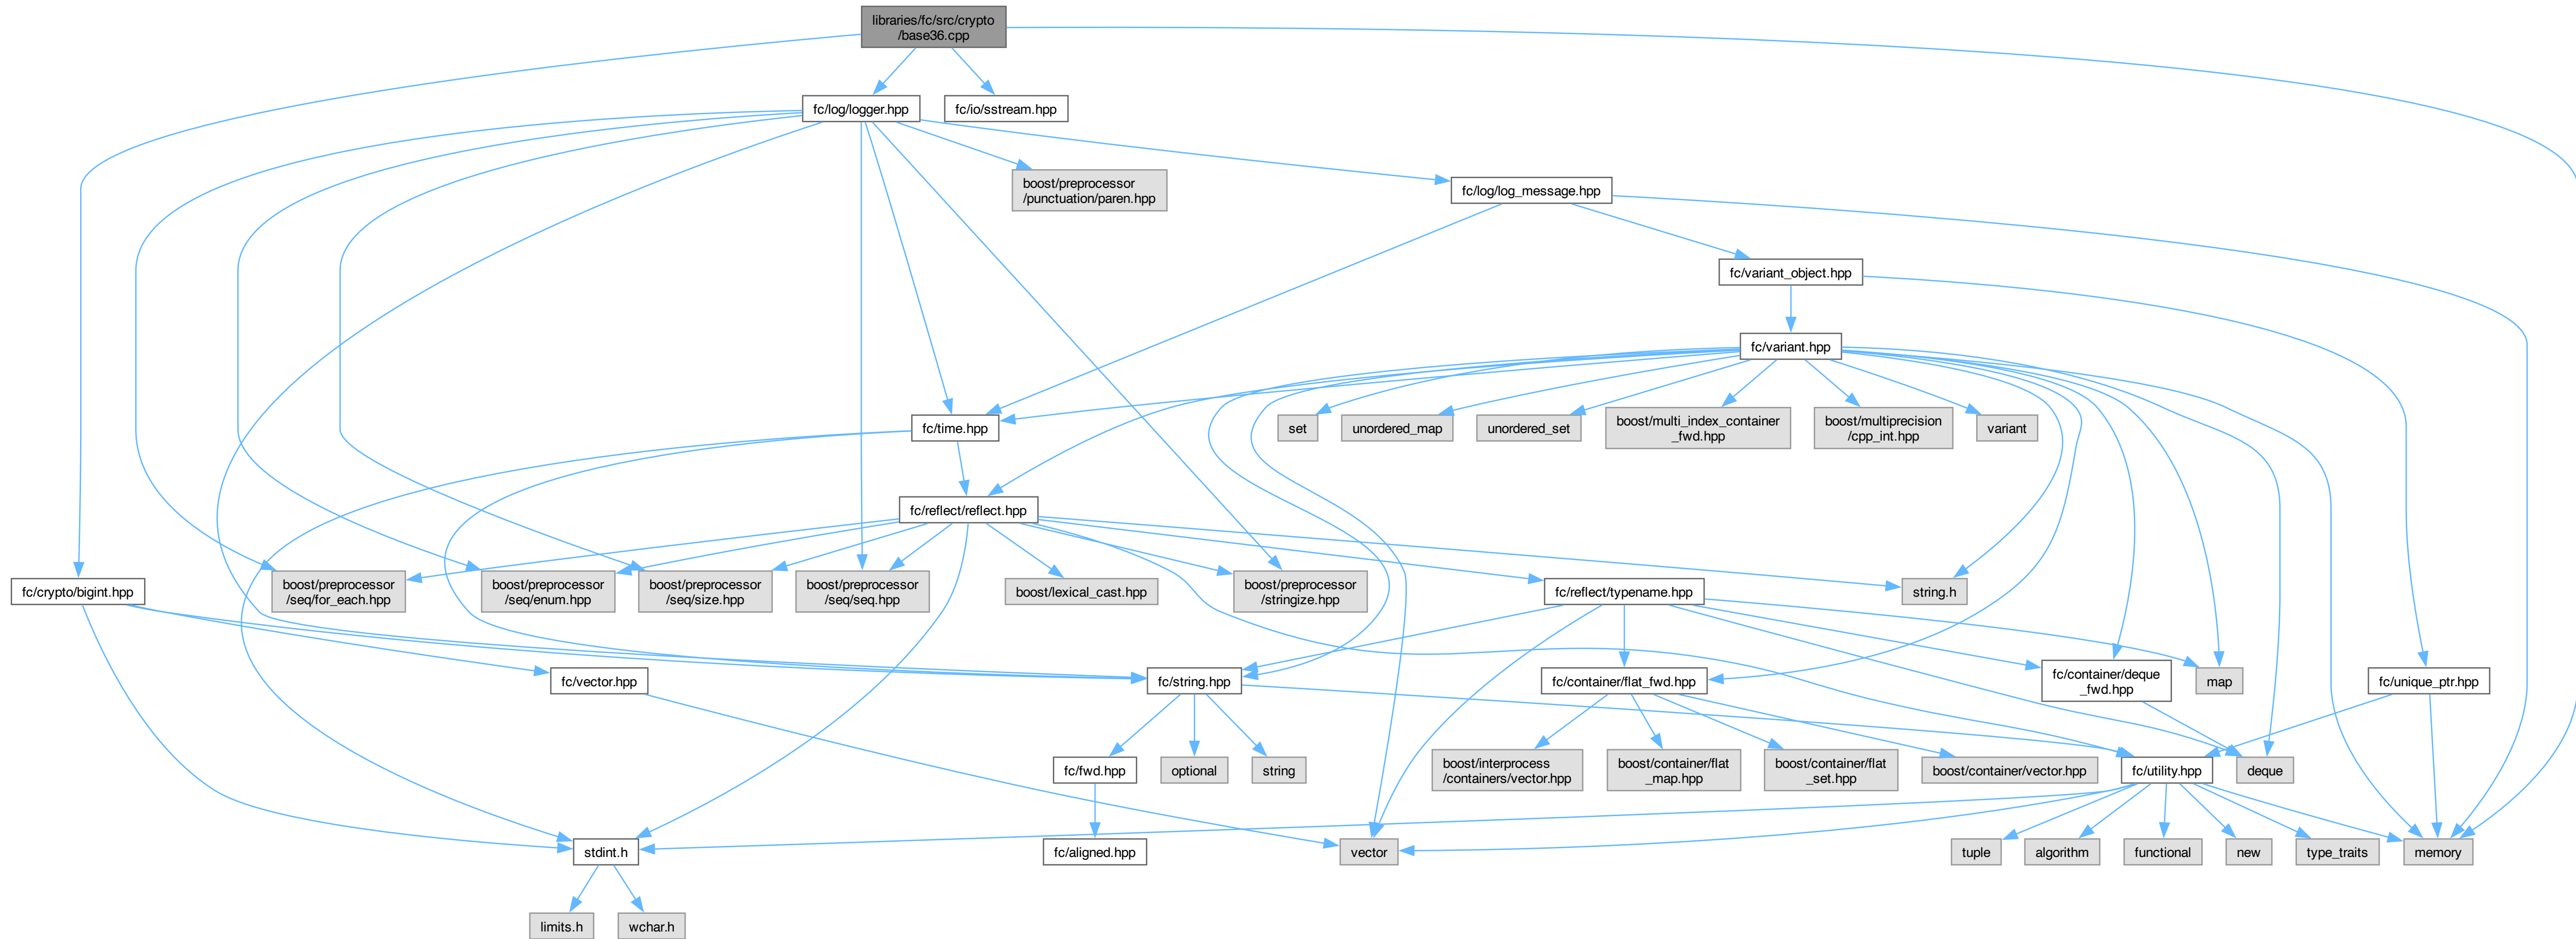 libraries/fc/src/crypto
/base36.cpp
fc/log/logger.hpp
fc/io/sstream.hpp
boost/preprocessor
/punctuation/paren.hpp
fc/log/log_message.hpp
fc/variant_object.hpp
fc/variant.hpp
fc/time.hpp
set
unordered_map
unordered_set
boost/multi_index_container
_fwd.hpp
boost/multiprecision
/cpp_int.hpp
variant
fc/reflect/reflect.hpp
fc/crypto/bigint.hpp
boost/preprocessor
/seq/for_each.hpp
boost/preprocessor
/seq/enum.hpp
boost/preprocessor
/seq/size.hpp
boost/preprocessor
/seq/seq.hpp
boost/lexical_cast.hpp
boost/preprocessor
/stringize.hpp
fc/reflect/typename.hpp
string.h
fc/vector.hpp
fc/string.hpp
fc/container/flat_fwd.hpp
fc/container/deque
_fwd.hpp
map
fc/unique_ptr.hpp
fc/fwd.hpp
optional
string
boost/interprocess
/containers/vector.hpp
boost/container/flat
_map.hpp
boost/container/flat
_set.hpp
boost/container/vector.hpp
fc/utility.hpp
deque
stdint.h
fc/aligned.hpp
vector
tuple
algorithm
functional
new
type_traits
memory
limits.h
wchar.h